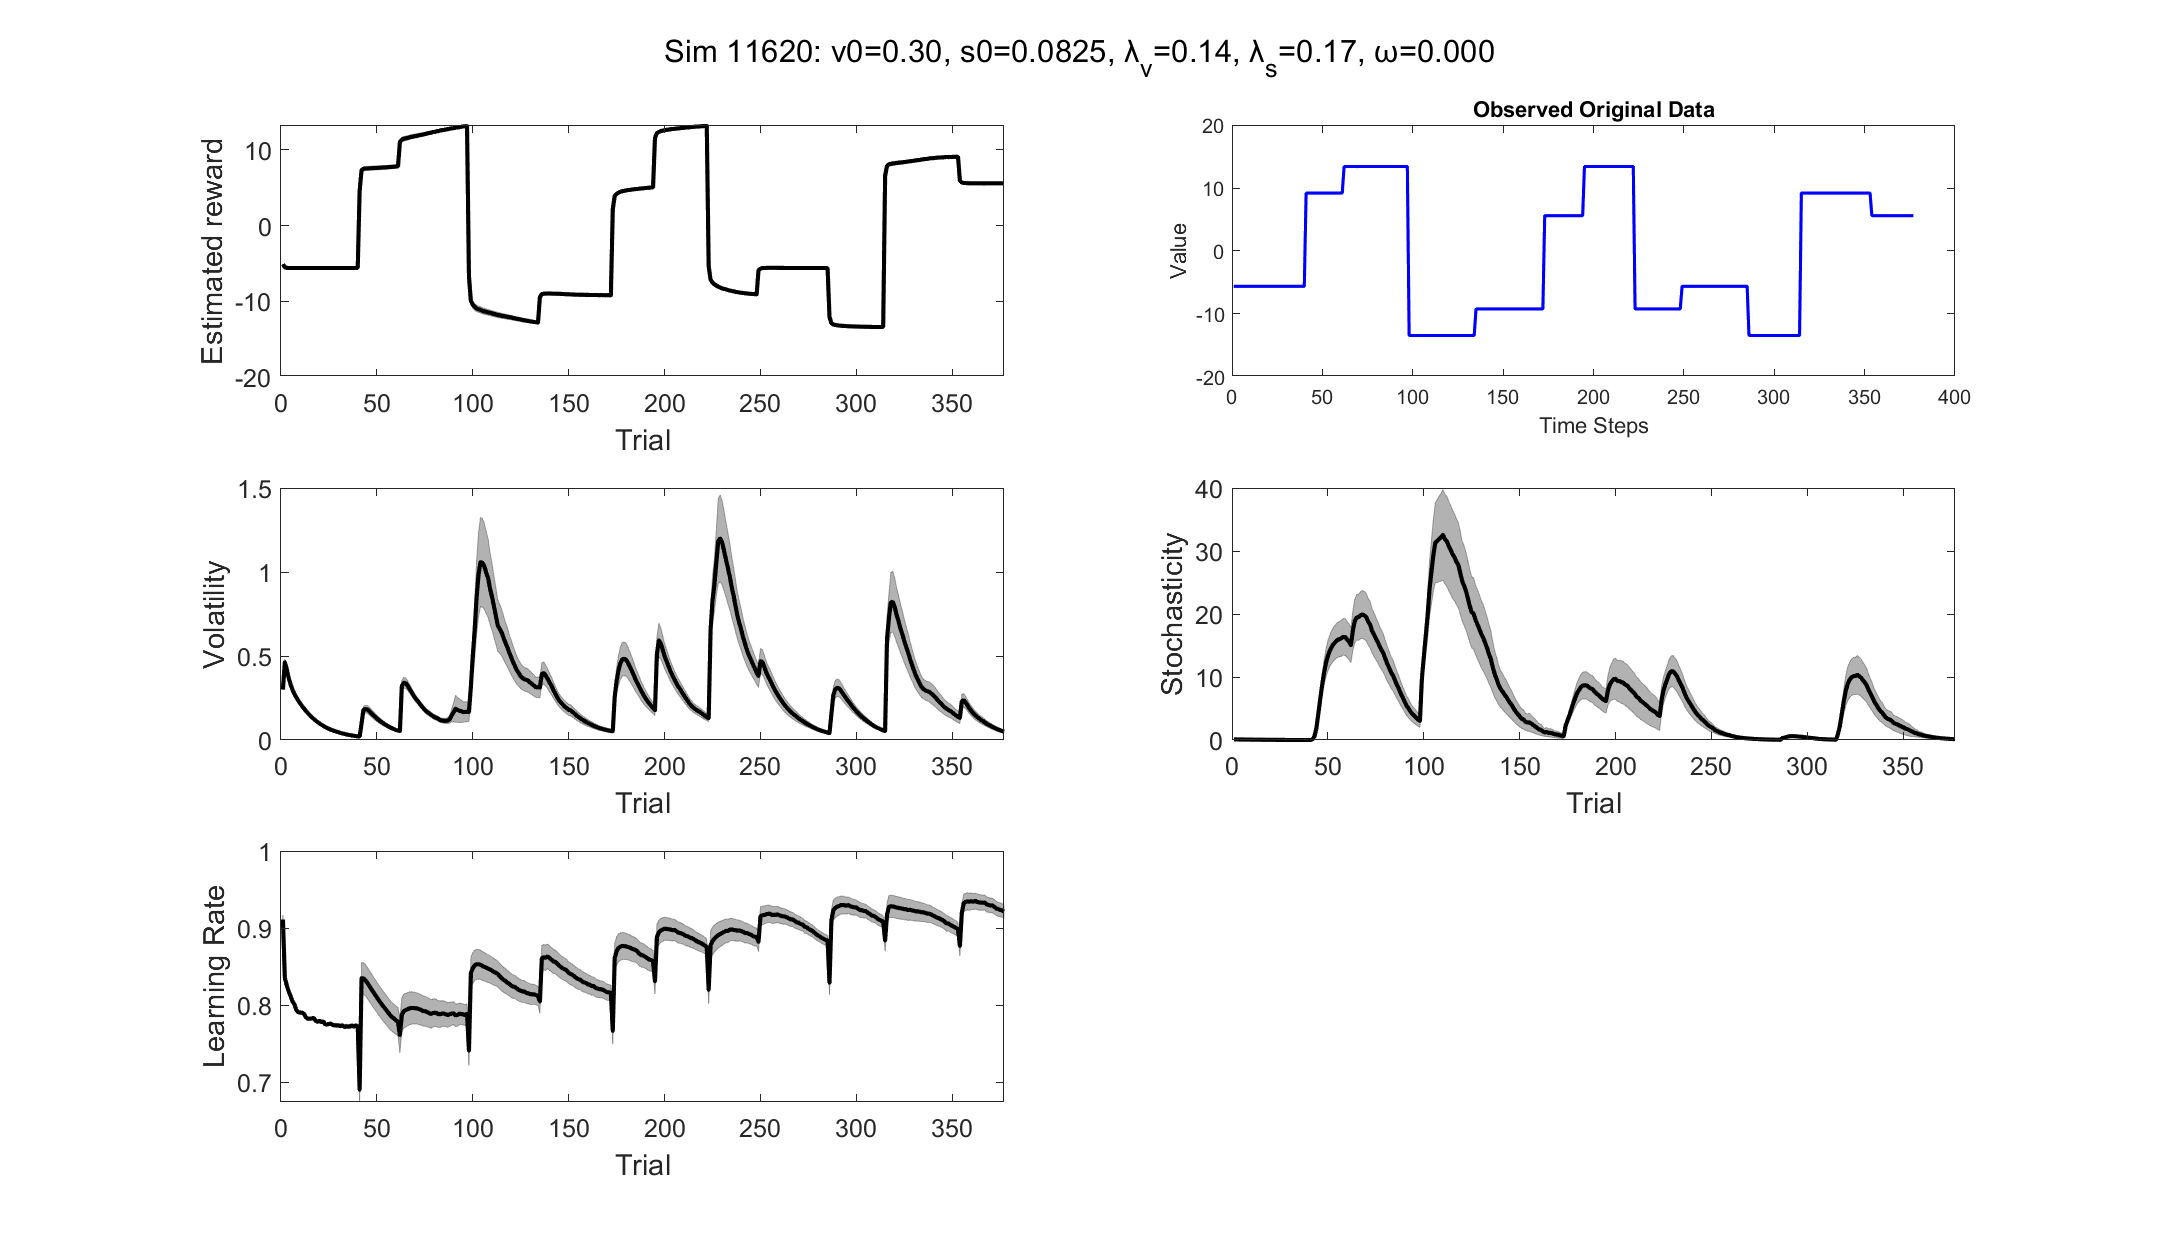 Sim 11620: v0=0.30, s0=0.0825, λv=0.14, λs=0.17, ω=0.000
Estimated reward
10
0
-10
-20
0 50 100 150 200 250 300 350
Trial
Observed Original Data
Value
20
10
0
-10
-20
0 50 100 150 200 250 300 350 400
Time Steps
Volatility
1.5
1
0.5
0
0 50 100 150 200 250 300 350
Trial
Stochasticity
40
30
20
10
0
0 50 100 150 200 250 300 350
Trial
Learning Rate
1
0.9
0.8
0.7
0 50 100 150 200 250 300 350
Trial